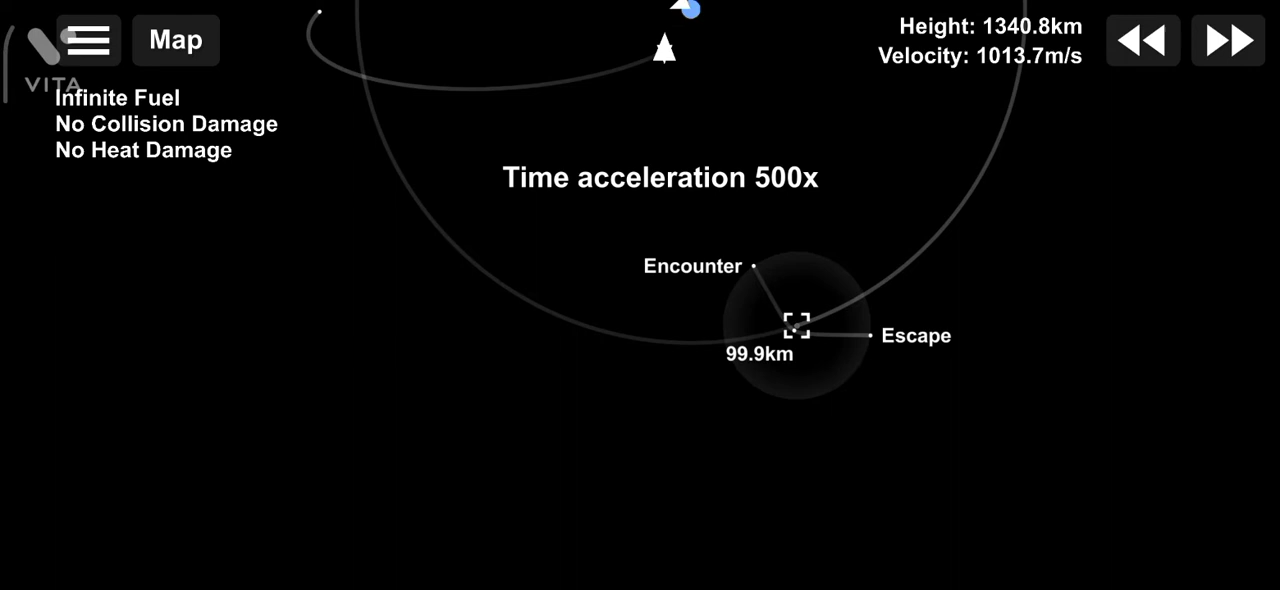 Map
VITA
Infinite Fuel
No Collision Damage
No Heat Damage
Height: 1340.8km
Velocity: 1013.7m/s
Time acceleration 500x
Encounter
Escape
99.9km